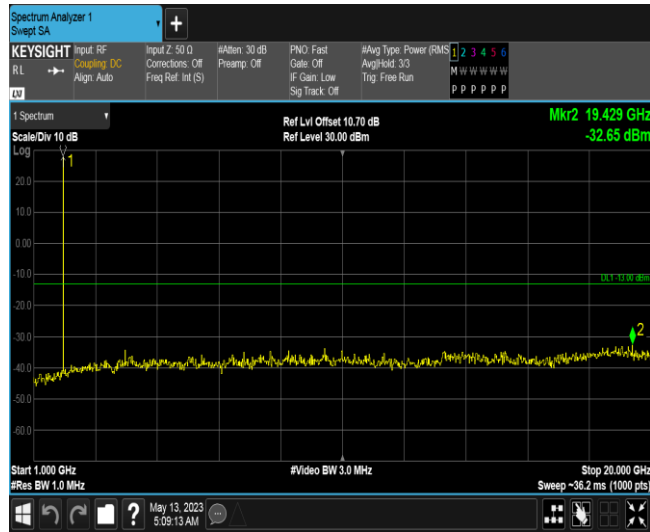 Spectrum Analyzer 1
Swept SA
+
KEYSIGHT
RL
LXI
Input: RF
Coupling: DC
Align: Auto
Input Z: 50 Ω
Corrections: Off
Freq Ref: Int (S)
#Atten: 30 dB
Preamp: Off
PNO: Fast
Gate: Off
IF Gain: Low
Sig Track: Off
#Avg Type: Power (RMS
Avg|Hold: 3/3
Trig: Free Run
1 2 3 4 5 6
M W W W W W
P P P P P P
1 Spectrum
Scale/Div 10 dB
Ref Lvl Offset 10.70 dB
Ref Level 30.00 dBm
Mkr2 19.429 GHz
-32.65 dBm
Log
1
20.0
10.0
0.00
-10.0
DL1 -13.00 dBm
-20.0
-30.0
2
-40.0
-50.0
-60.0
Start 1.000 GHz
#Video BW 3.0 MHz
Stop 20.000 GHz
#Res BW 1.0 MHz
Sweep ~36.2 ms (1000 pts)
?
May 13, 2023
5:09:13 AM